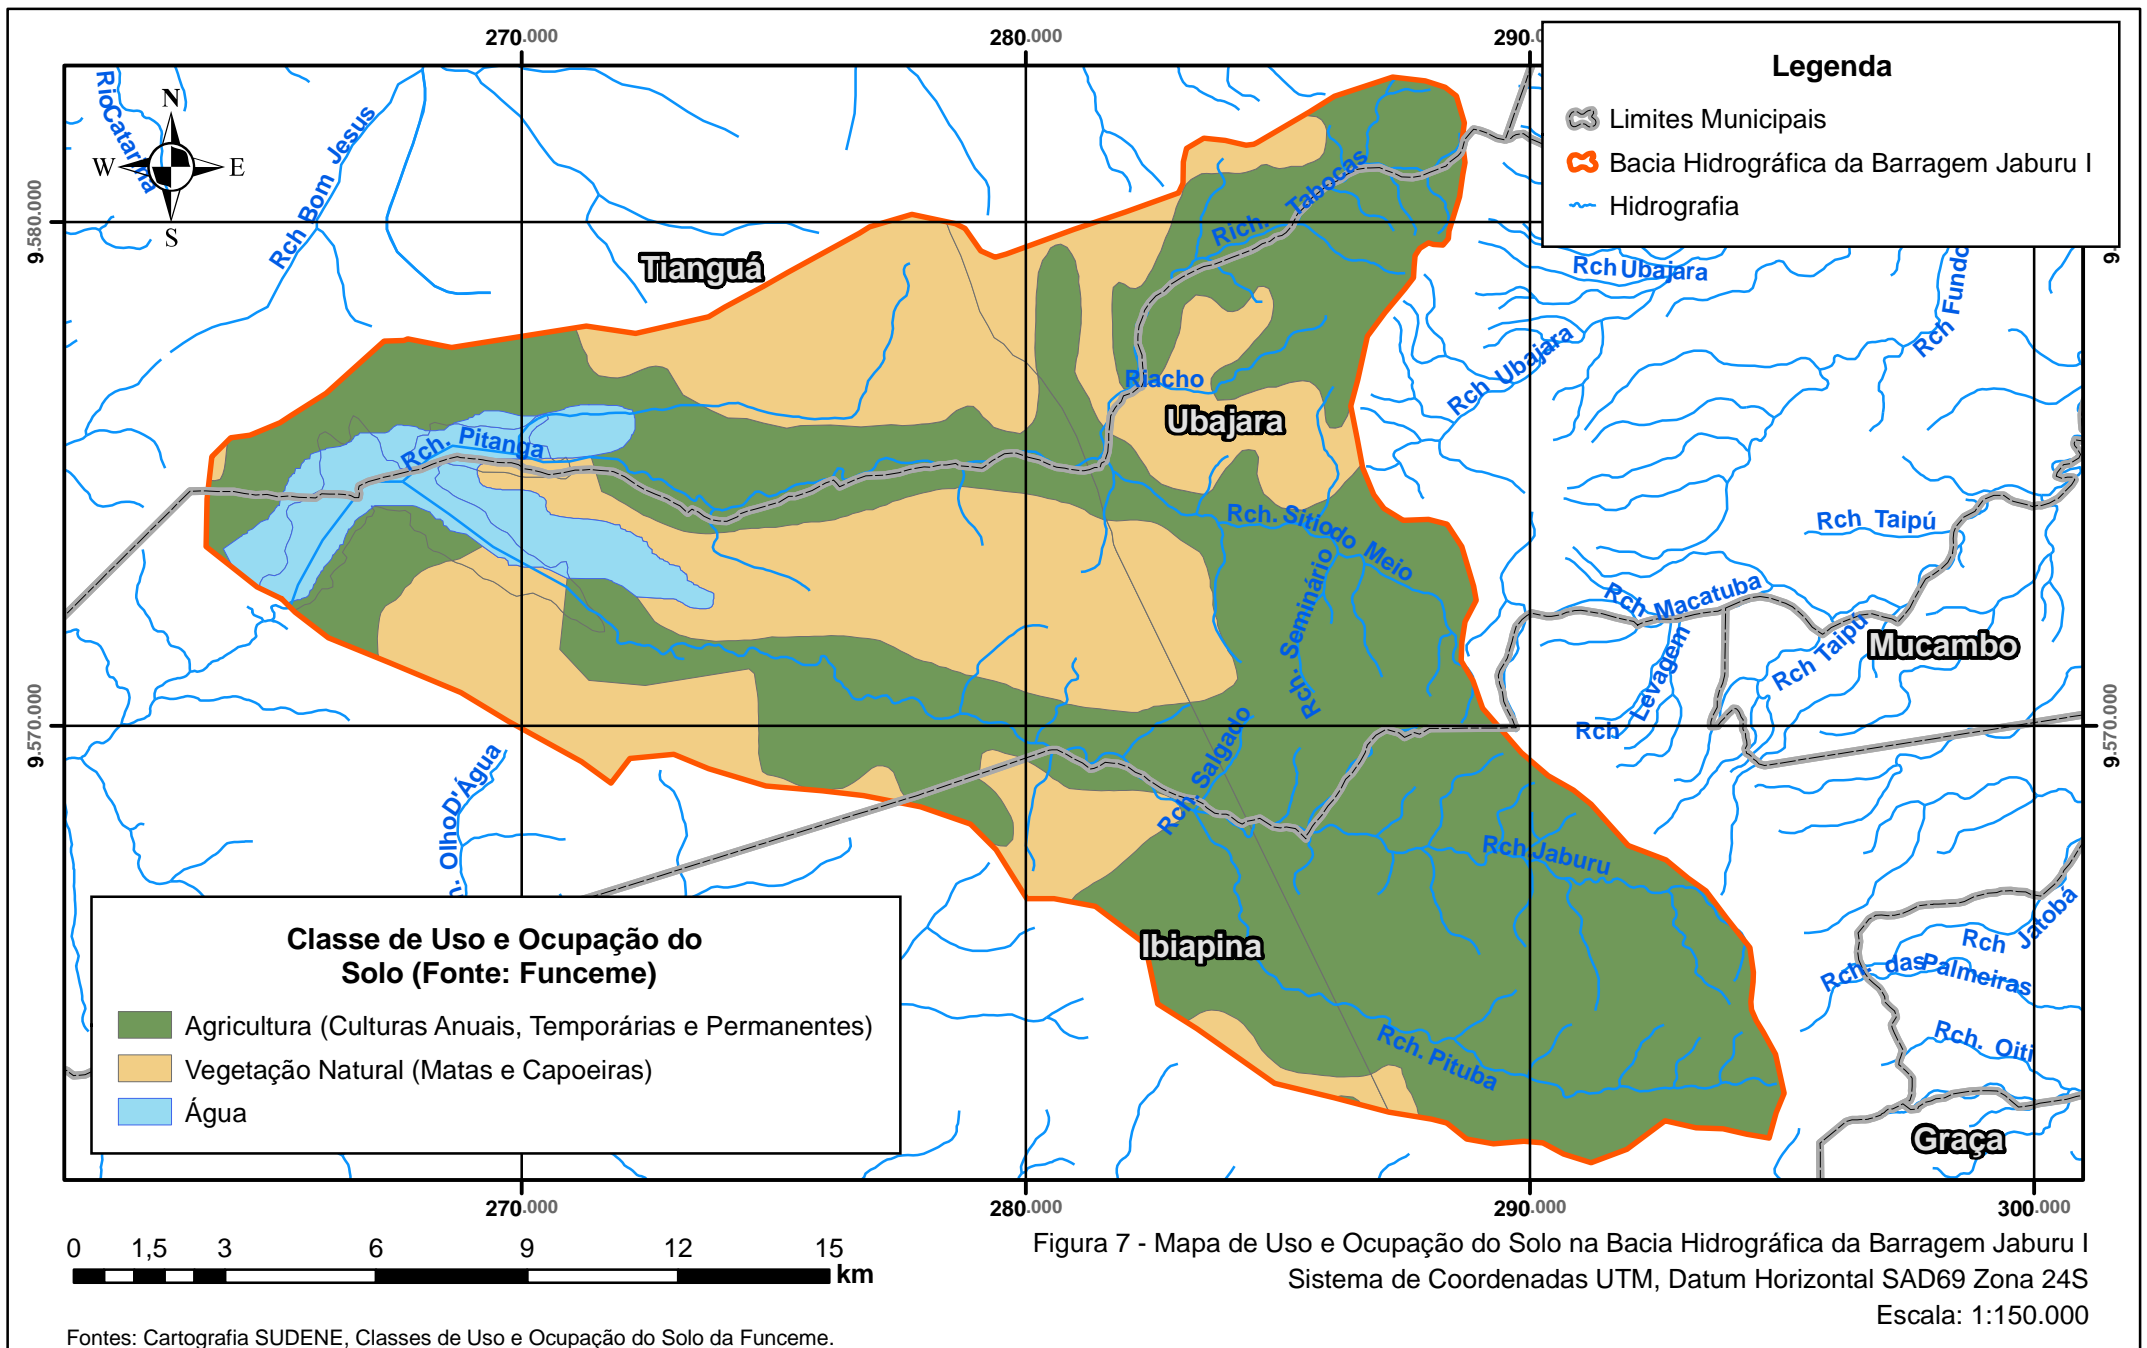 270.000
280.000
Legenda
Limites Municipais
Bacia Hidrográfica da Barragem Jaburu I
Hidrografia
N
W
E
S
Rio Catarina
Rch Bom Jesus
Tianguá
Rich. Tabocas
Rch Ubajara
Rch Fundo
Rch Ubajara
Riacho
Ubajara
Rch. Pitanga
Rch. Sitio do Meio
Rch. Seminário
Rch Taipú
Rch Macatuba
Rch Levagem
Rch Taipú
Mucambo
9.580.000
9.570.000
9.570.000
Rch. Salgado
Olho D'Água
Rch Jaburu
Ibiapina
Rch Jatobá
Rch. das Palmeiras
Rch. Oiti
Rch. Pituba
Graça
Classe de Uso e Ocupação do
Solo (Fonte: Funceme)
Agricultura (Culturas Anuais, Temporárias e Permanentes)
Vegetação Natural (Matas e Capoeiras)
Água
270.000
280.000
290.000
300.000
0 1,5 3 6 9 12 15
km
Figura 7 - Mapa de Uso e Ocupação do Solo na Bacia Hidrográfica da Barragem Jaburu I
Sistema de Coordenadas UTM, Datum Horizontal SAD69 Zona 24S
Escala: 1:150.000
Fontes: Cartografia SUDENE, Classes de Uso e Ocupação do Solo da Funceme.